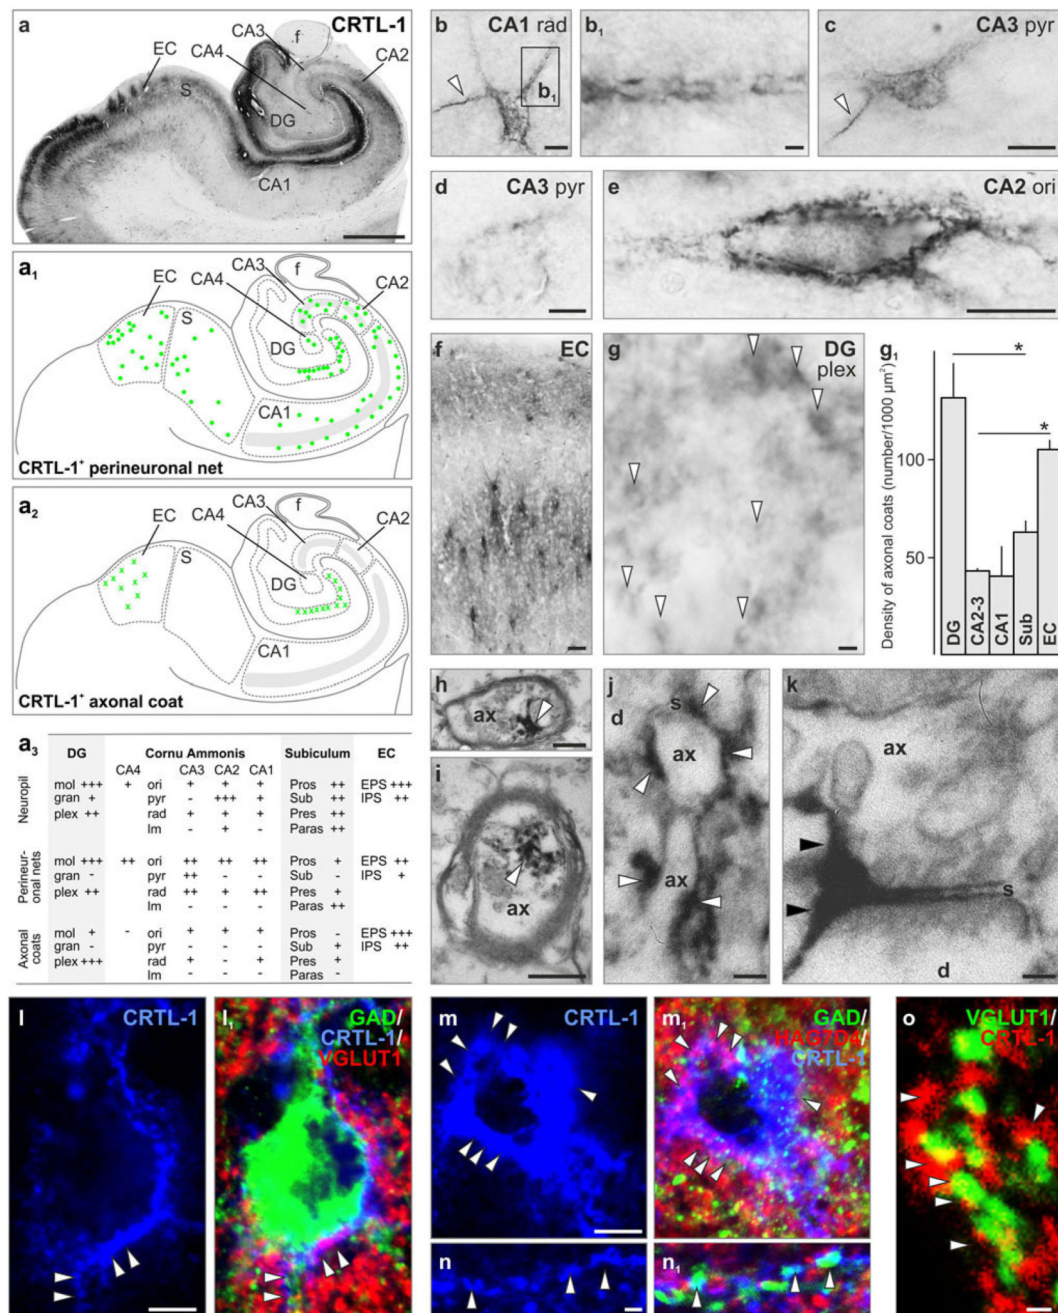 a CRTL-1
CA3 f
CA4
EC
CA2
S
DG
CA1
b CA1 rad
b1
b1
c CA3 pyr
d CA3 pyr
e CA2 ori
a1
EC
CA4
CA3
f
CA2
S
DG
CA1
CRTL-1+ perineuronal net
f EC
g DG
plex
g1
*
*
Density of axonal coats (number/1000 µm2)
100
50
DG
CA2-3
CA1
Sub
EC
a2
EC
CA4
CA3
f
CA2
S
DG
CA1
CRTL-1+ axonal coat
h
ax
i
ax
j
s
d
ax
ax
k
ax
s
d
a3
DG Cornu Ammonis Subiculum EC
CA4 CA3 CA2 CA1
Neuropil
mol +++ + ori + + + Pros ++ EPS +++
gran + pyr - +++ + Sub ++ IPS ++
plex ++ rad + + + Pres ++
lm - + - Paras ++
Perineur-
onal nets
mol +++ ++ ori ++ ++ ++ Pros + EPS ++
gran - pyr ++ - - Sub - IPS +
plex ++ rad ++ + ++ Pres +
lm - - - Paras ++
Axonal
coats
mol + - ori + + + Pros - EPS +++
gran - pyr - - - Sub + IPS ++
plex +++ rad + - + Pres +
lm - - - Paras -
l CRTL-1
l1 GAD/
CRTL-1/
VGLUT1
m CRTL-1
m1 GAD/
HAG7D4/
CRTL-1
n
n1
o VGLUT1/
CRTL-1